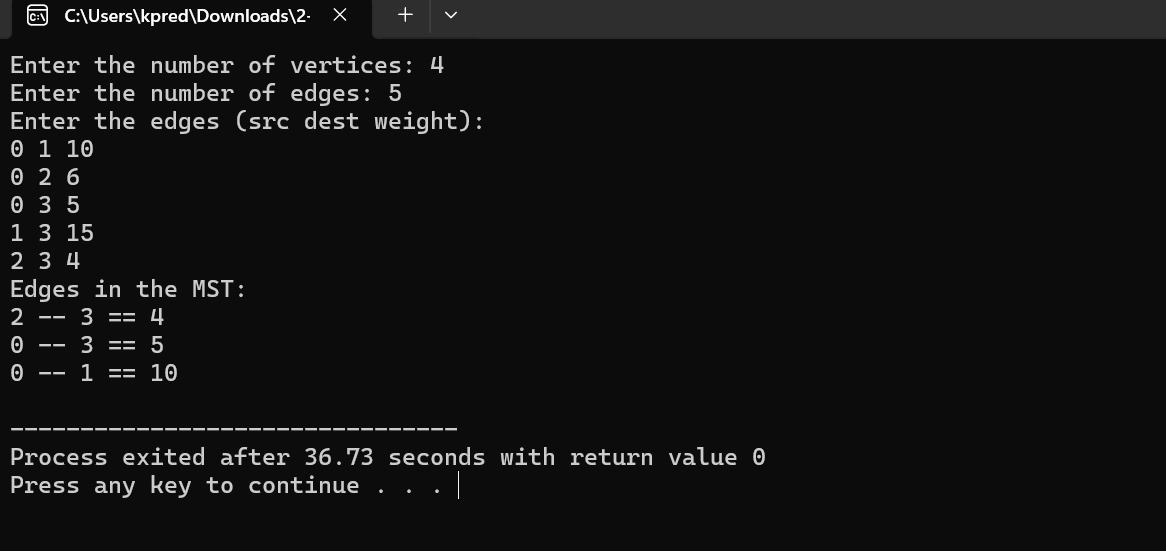 C:\Users\kpred\Downloads\2-
Enter the number of vertices: 4
Enter the number of edges: 5
Enter the edges (src dest weight):
0 1 10
0 2 6
0 3 5
1 3 15
2 3 4
Edges in the MST:
2 -- 3 == 4
0 -- 3 == 5
0 -- 1 == 10
--------------------------------
Process exited after 36.73 seconds with return value 0
Press any key to continue . . .